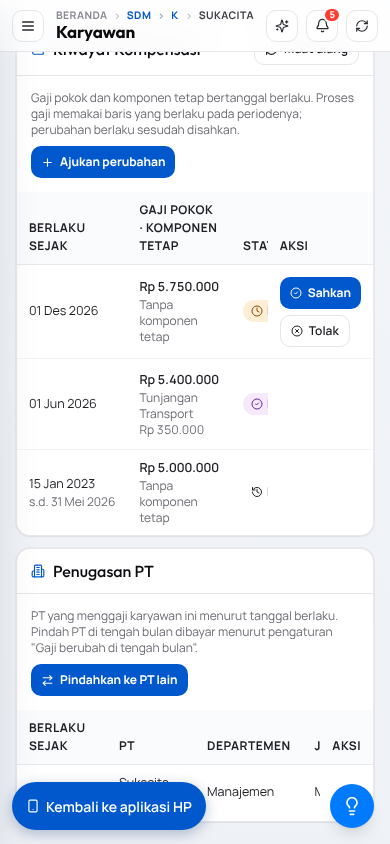 BERANDA > SDM > K > SUKACITA
Karyawan
5
Gaji pokok dan komponen tetap bertanggal berlaku. Proses
gaji memakai baris yang berlaku pada periodenya;
perubahan berlaku sesudah disahkan.
Ajukan perubahan
BERLAKU SEJAK
GAJI POKOK · KOMPONEN TETAP
AKSI
01 Des 2026
Rp 5.750.000
Tanpa
komponen
tetap
Sahkan
Tolak
01 Jun 2026
Rp 5.400.000
Tunjangan
Transport
Rp 350.000
15 Jan 2023
s.d. 31 Mei 2026
Rp 5.000.000
Tanpa
komponen
tetap
Penugasan PT
PT yang menggaji karyawan ini menurut tanggal berlaku.
Pindah PT di tengah bulan dibayar menurut pengaturan
"Gaji berubah di tengah bulan".
Pindahkan ke PT lain
BERLAKU SEJAK
PT
DEPARTEMEN
J
AKSI
Manajemen
Kembali ke aplikasi HP